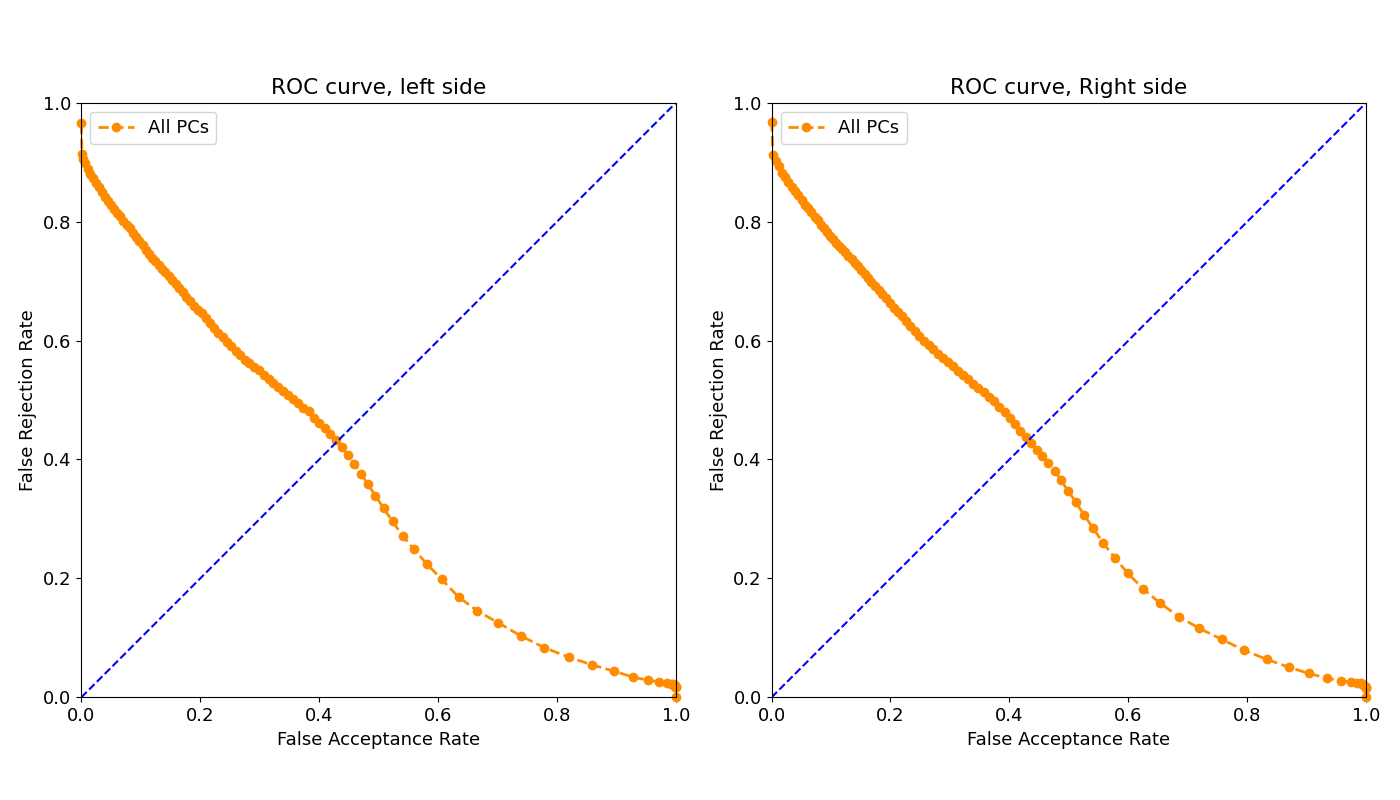 ROC curve, left side
All PCs
1.0
0.8
0.6
0.4
0.2
0.0
False Rejection Rate
0.0 0.2 0.4 0.6 0.8 1.0
False Acceptance Rate
ROC curve, Right side
All PCs
1.0
0.8
0.6
0.4
0.2
0.0
False Rejection Rate
0.0 0.2 0.4 0.6 0.8 1.0
False Acceptance Rate